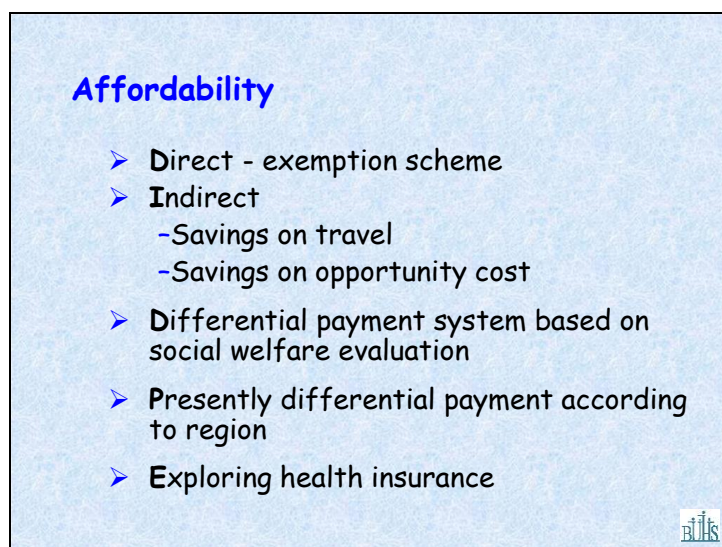 Affordability
➢ Direct - exemption scheme
➢ Indirect
–Savings on travel
–Savings on opportunity cost
➢ Differential payment system based on
social welfare evaluation
➢ Presently differential payment according
to region
➢ Exploring health insurance
BUHS